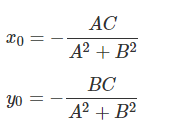 x₀ = − AC / (A² + B²)
y₀ = − BC / (A² + B²)